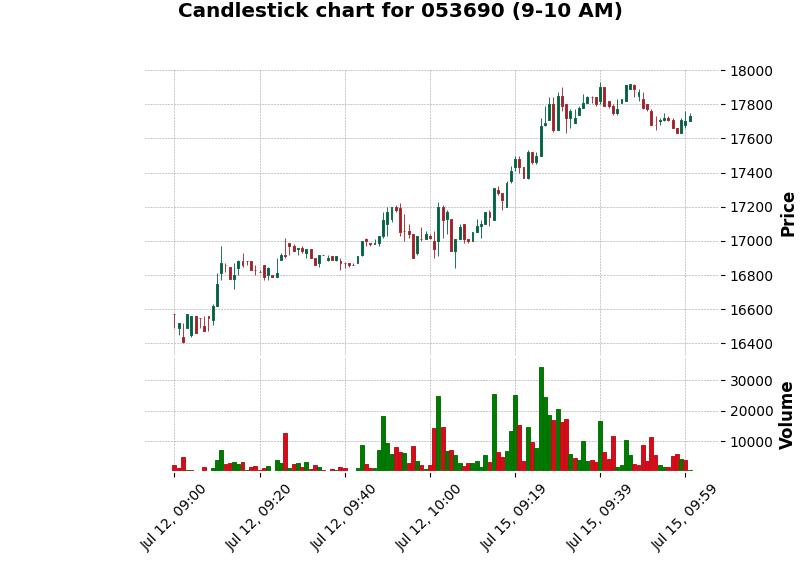 Candlestick chart for 053690 (9-10 AM)
18000
17800
17600
17400
17200
17000
16800
16600
16400
Price
30000
20000
10000
Volume
Jul 12, 09:00
Jul 12, 09:20
Jul 12, 09:40
Jul 12, 10:00
Jul 15, 09:19
Jul 15, 09:39
Jul 15, 09:59